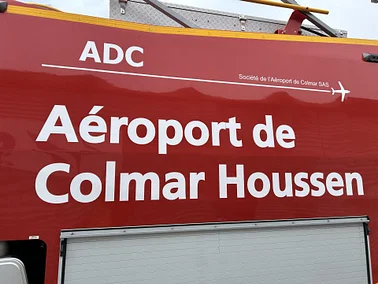 ADC
Société de l'Aéroport de Colmar SAS
Aéroport de
Colmar Houssen